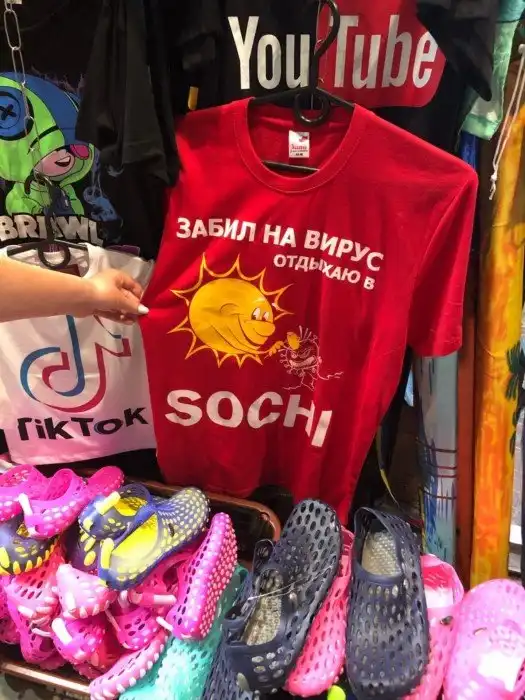 YouTube
BRAWL
TikTok
ЗАБИЛ НА ВИРУС
ОТДЫХАЮ В
SOCHI